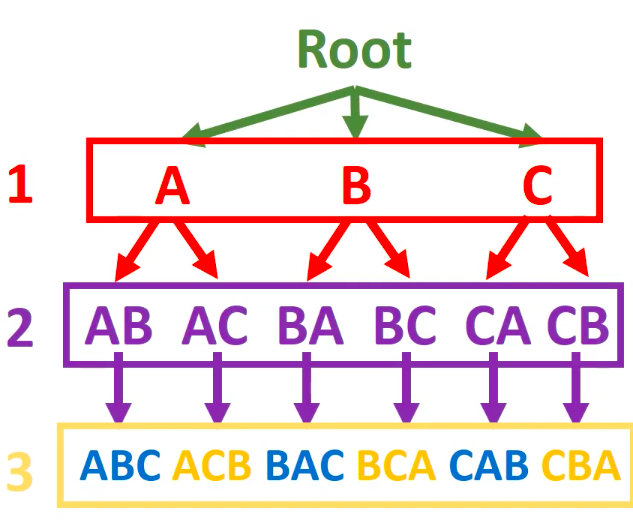 Root
1 A B C
2 AB AC BA BC CA CB
3 ABC ACB BAC BCA CAB CBA